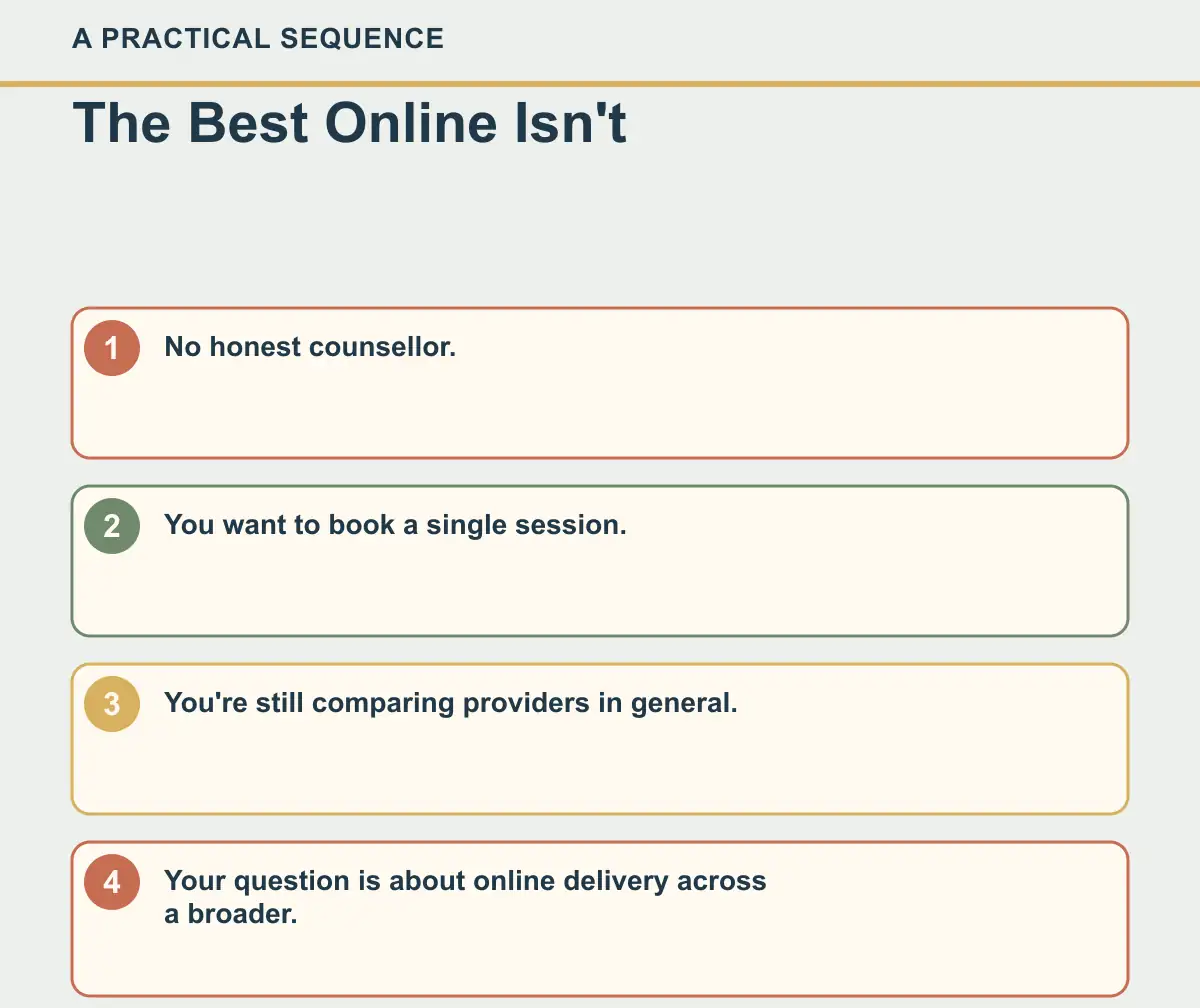 A PRACTICAL SEQUENCE
The Best Online Isn't
1
No honest counsellor.
2
You want to book a single session.
3
You're still comparing providers in general.
4
Your question is about online delivery across
a broader.